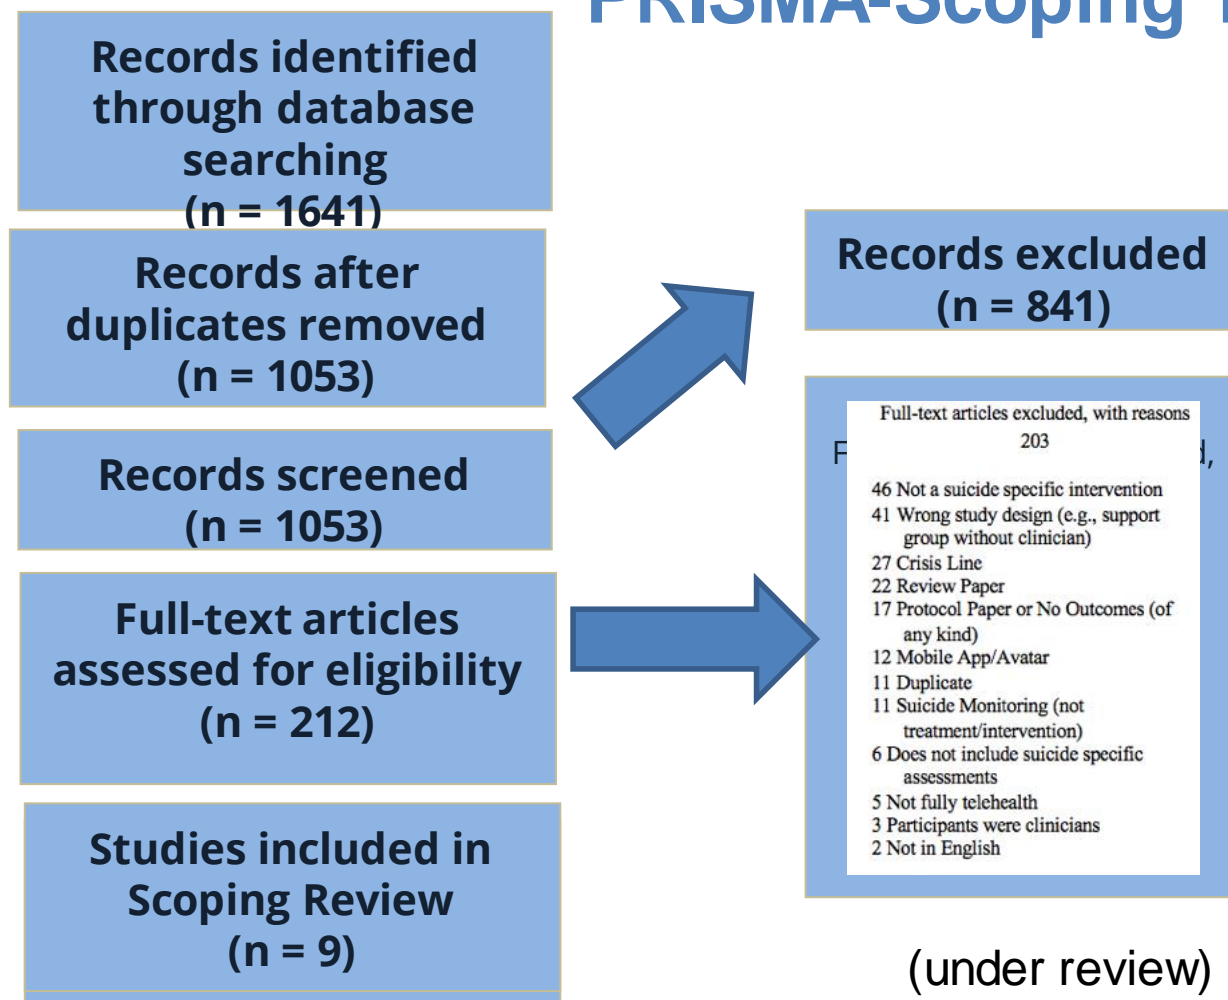 PRISMA-Scoping
Records identified
through database
searching
(n = 1641)
Records after
duplicates removed
(n = 1053)
Records screened
(n = 1053)
Full-text articles
assessed for eligibility
(n = 212)
Studies included in
Scoping Review
(n = 9)
Records excluded
(n = 841)
Full-text articles excluded, with reasons
203
46 Not a suicide specific intervention
41 Wrong study design (e.g., support
group without clinician)
27 Crisis Line
22 Review Paper
17 Protocol Paper or No Outcomes (of
any kind)
12 Mobile App/Avatar
11 Duplicate
11 Suicide Monitoring (not
treatment/intervention)
6 Does not include suicide specific
assessments
5 Not fully telehealth
3 Participants were clinicians
2 Not in English
(under review)